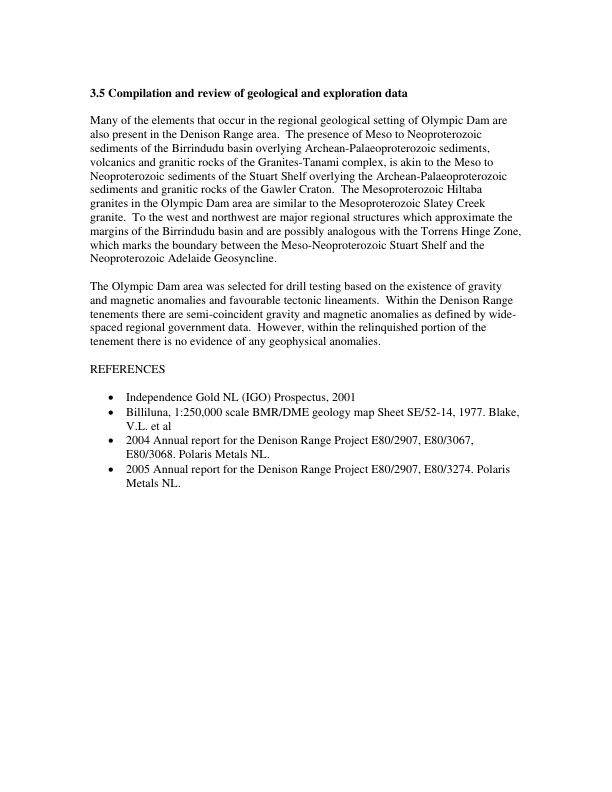 3.5 Compilation and review of geological and exploration data
Many of the elements that occur in the regional geological setting of Olympic Dam are
also present in the Denison Range area.  The presence of Meso to Neoproterozoic
sediments of the Birrindudu basin overlying Archean-Palaeoproterozoic sediments,
volcanics and granitic rocks of the Granites-Tanami complex, is akin to the Meso to
Neoproterozoic sediments of the Stuart Shelf overlying the Archean-Palaeoproterozoic
sediments and granitic rocks of the Gawler Craton.  The Mesoproterozoic Hiltaba
granites in the Olympic Dam area are similar to the Mesoproterozoic Slatey Creek
granite.  To the west and northwest are major regional structures which approximate the
margins of the Birrindudu basin and are possibly analogous with the Torrens Hinge Zone,
which marks the boundary between the Meso-Neoproterozoic Stuart Shelf and the
Neoproterozoic Adelaide Geosyncline.
The Olympic Dam area was selected for drill testing based on the existence of gravity
and magnetic anomalies and favourable tectonic lineaments.  Within the Denison Range
tenements there are semi-coincident gravity and magnetic anomalies as defined by wide-
spaced regional government data.  However, within the relinquished portion of the
tenement there is no evidence of any geophysical anomalies.
REFERENCES
• Independence Gold NL (IGO) Prospectus, 2001
• Billiluna, 1:250,000 scale BMR/DME geology map Sheet SE/52-14, 1977. Blake,
V.L. et al
• 2004 Annual report for the Denison Range Project E80/2907, E80/3067,
E80/3068. Polaris Metals NL.
• 2005 Annual report for the Denison Range Project E80/2907, E80/3274. Polaris
Metals NL.